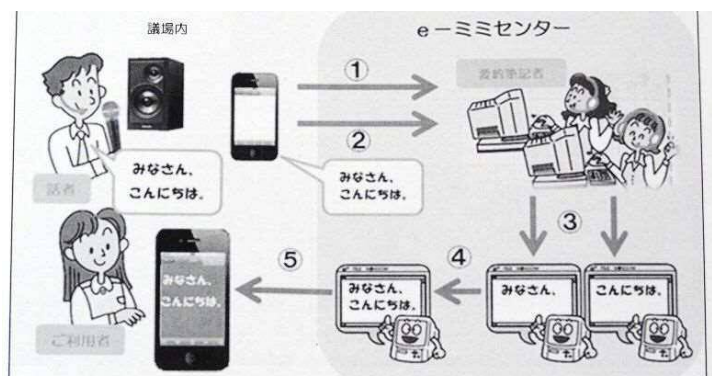 議場内
e－ミミセンター
①
要約筆記者
②
みなさん、
こんにちは。
みなさん、
こんにちは。
話者
③
⑤
④
みなさん、
こんにちは。
みなさん、
こんにちは。
みなさん、
こんにちは。
ご利用者